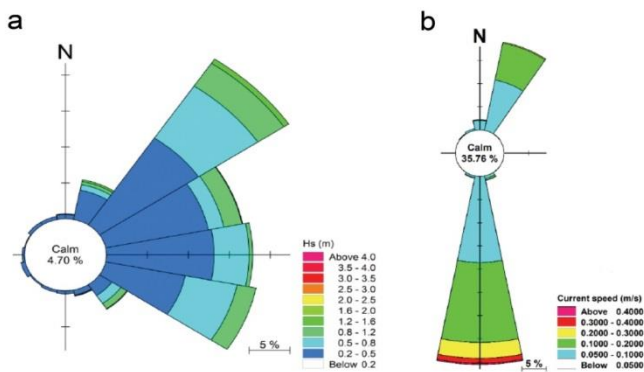 a
N
Calm
4.70 %
Hs (m)
Above 4.0
3.5 - 4.0
3.0 - 3.5
2.5 - 3.0
2.0 - 2.5
1.6 - 2.0
1.2 - 1.6
0.8 - 1.2
0.5 - 0.8
0.2 - 0.5
Below 0.2
5 %
b
N
Calm
35.76 %
Current speed (m/s)
Above 0.4000
0.3000 - 0.4000
0.2000 - 0.3000
0.1000 - 0.2000
0.0500 - 0.1000
Below 0.0500
5 %